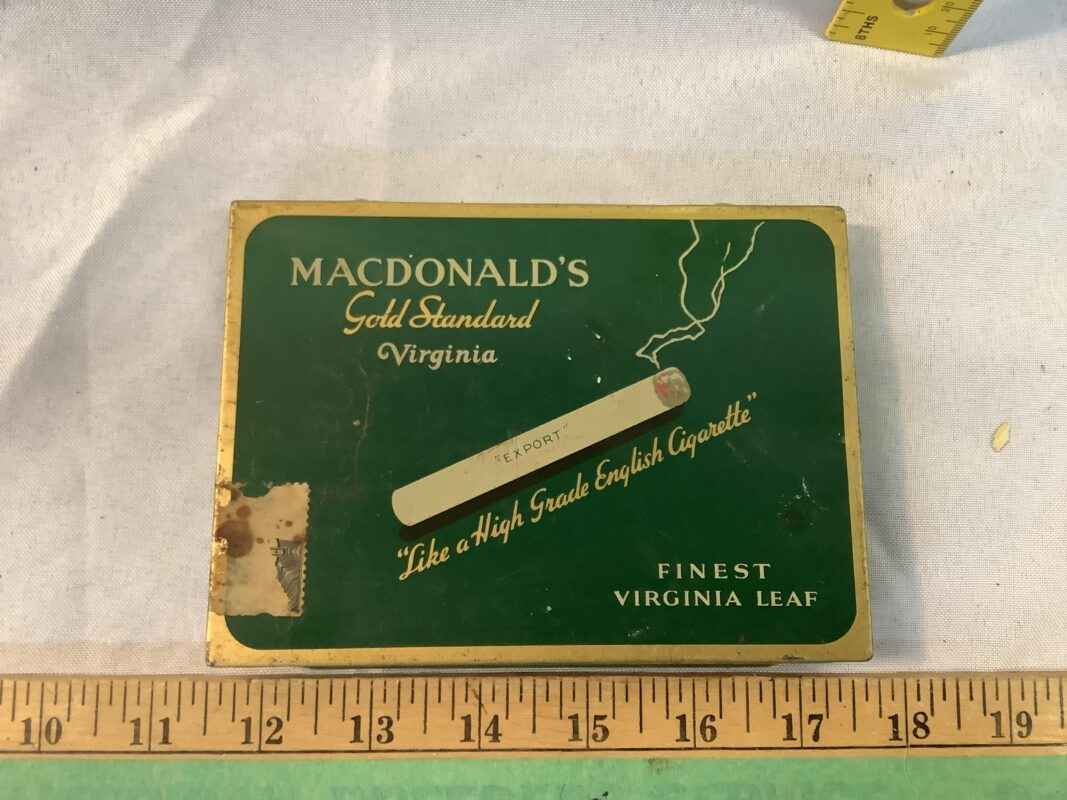 8THS
MACDONALD'S
Gold Standard
Virginia
"EXPORT"
"Like a High Grade English Cigarette"
FINEST
VIRGINIA LEAF
10 11 12 13 14 15 16 17 18 19